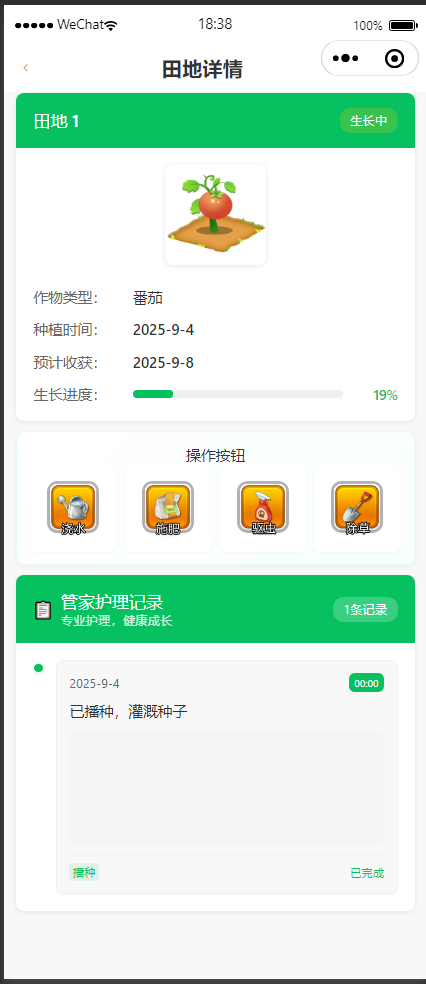 WeChat 18:38 100%
田地详情
田地 1 生长中
作物类型： 番茄
种植时间： 2025-9-4
预计收获： 2025-9-8
生长进度： 19%
操作按钮
浇水 施肥 驱虫 除草
管家护理记录
专业护理，健康成长
1条记录
2025-9-4 00:00
已播种，灌溉种子
播种 已完成